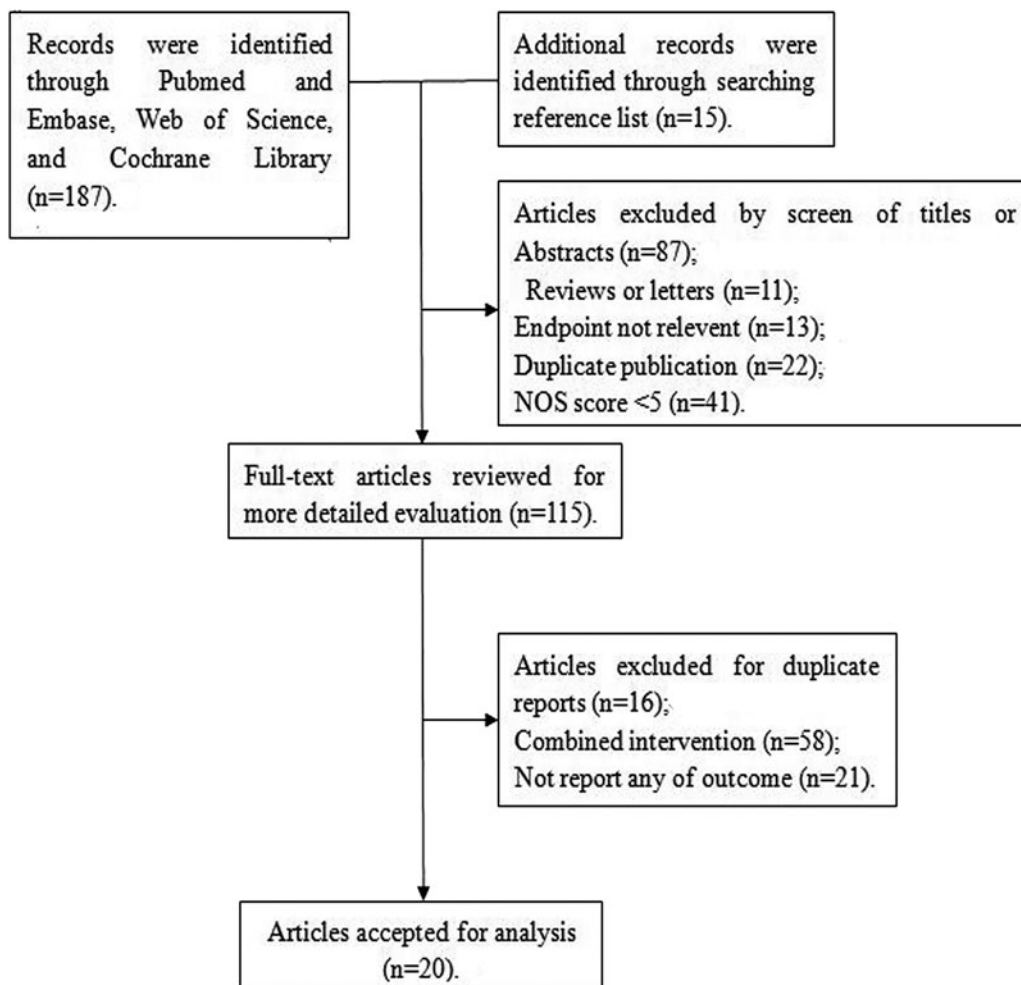 Records were identified
through Pubmed and
Embase, Web of Science,
and Cochrane Library
(n=187).
Additional records were
identified through searching
reference list (n=15).
Articles excluded by screen of titles or
Abstracts (n=87);
Reviews or letters (n=11);
Endpoint not relevent (n=13);
Duplicate publication (n=22);
NOS score <5 (n=41).
Full-text articles reviewed for
more detailed evaluation (n=115).
Articles excluded for duplicate
reports (n=16);
Combined intervention (n=58);
Not report any of outcome (n=21).
Articles accepted for analysis
(n=20).